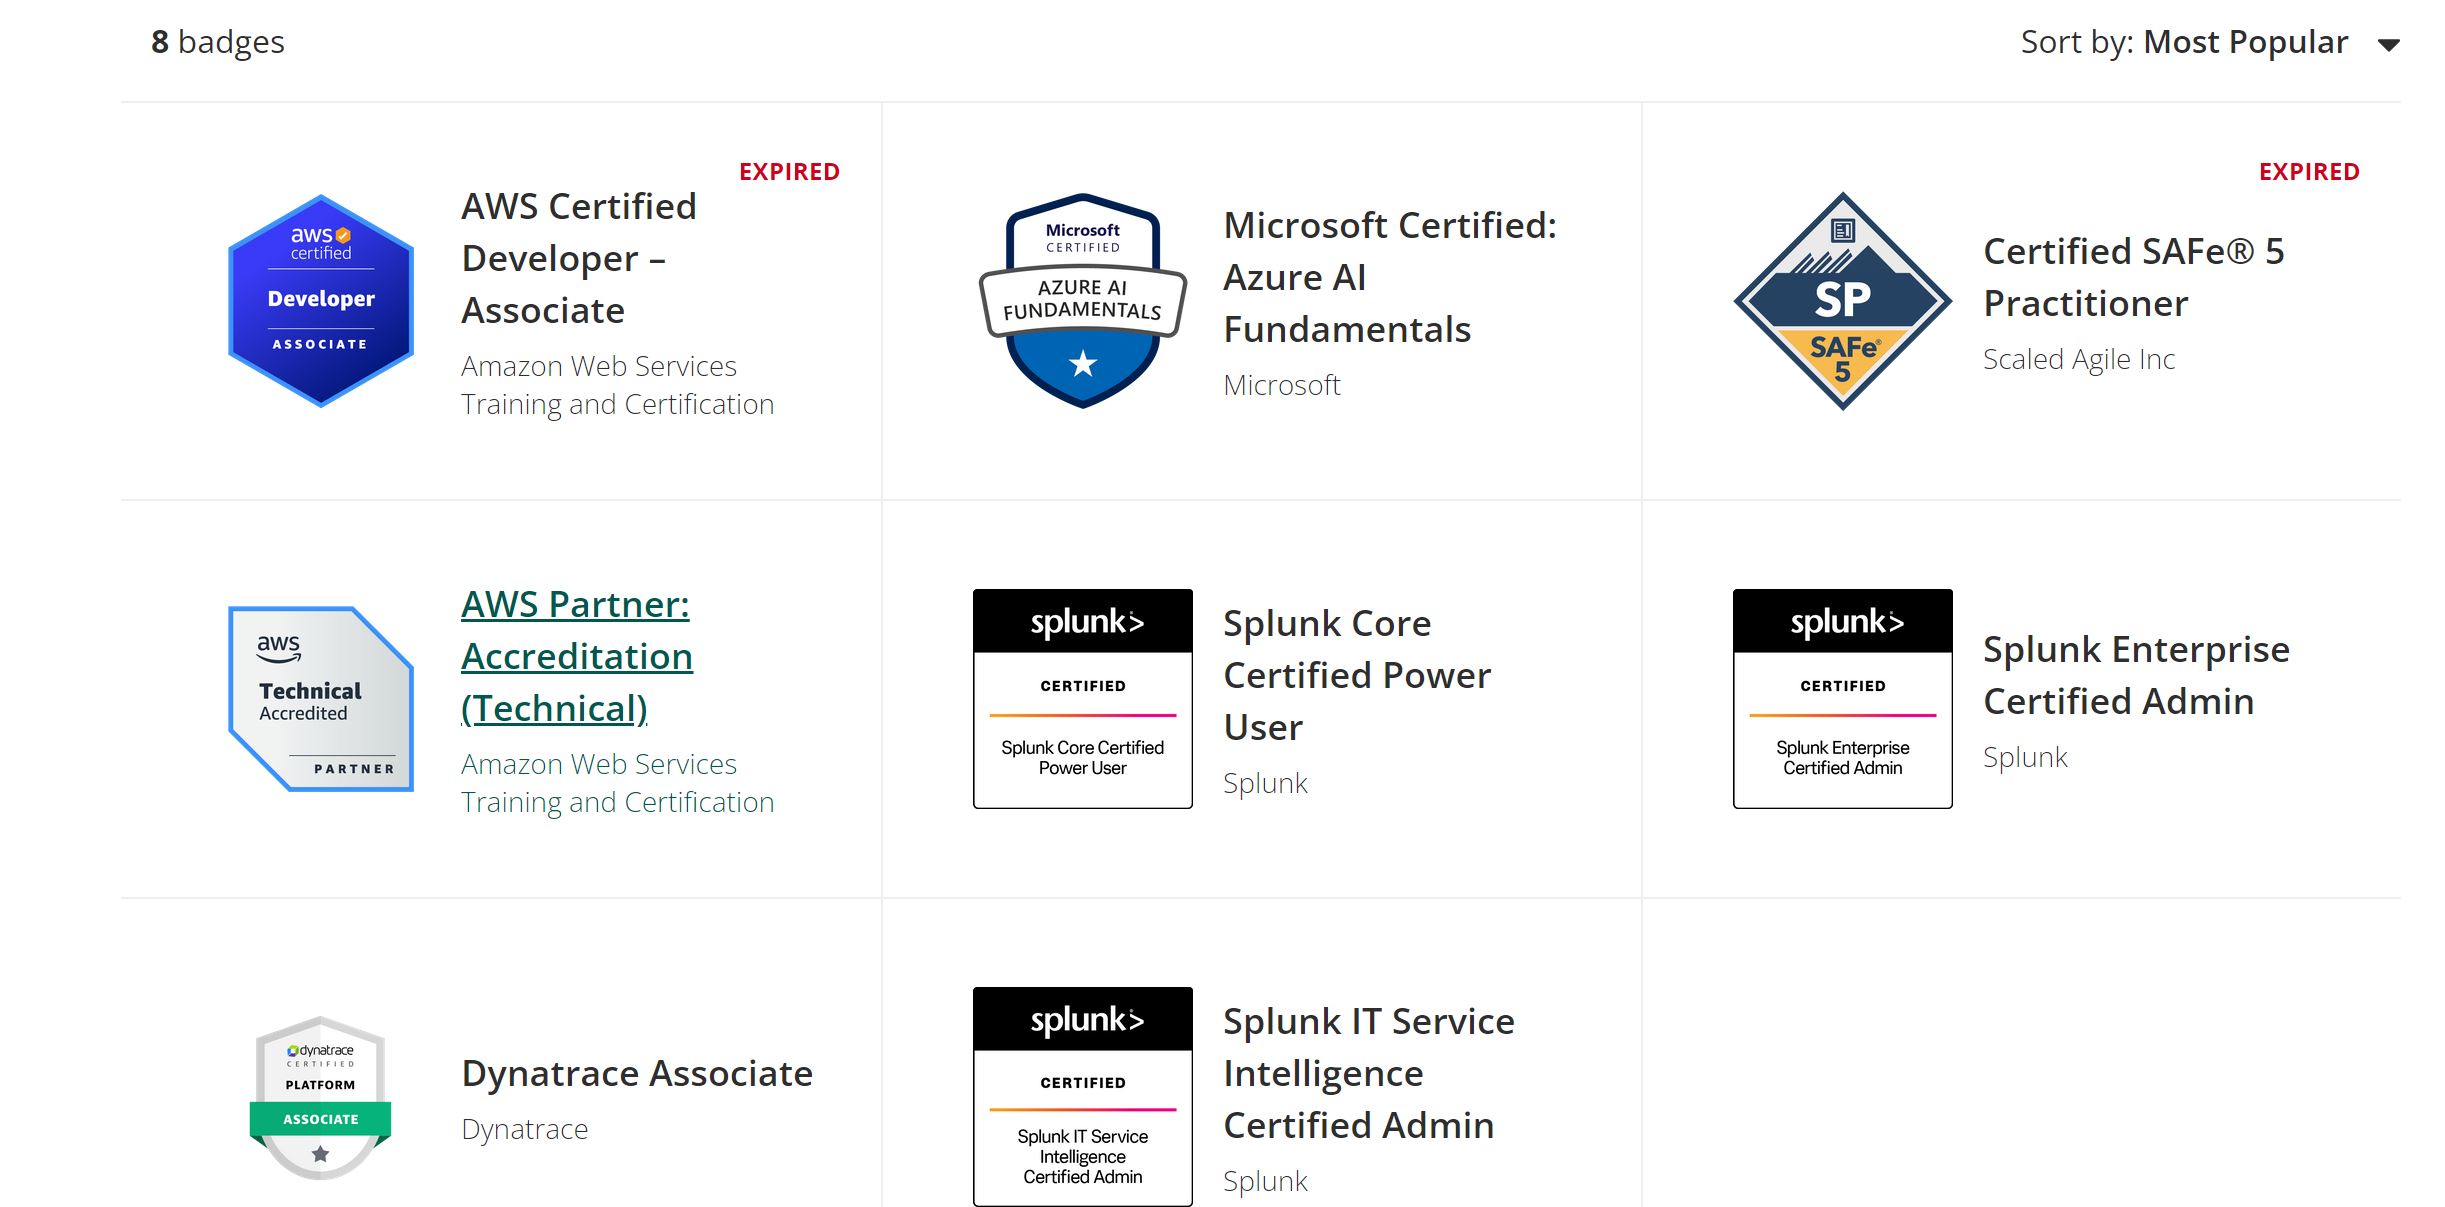 8 badges
Sort by: Most Popular
EXPIRED
aws
certified
Developer
ASSOCIATE
AWS Certified
Developer –
Associate
Amazon Web Services
Training and Certification
Microsoft
CERTIFIED
AZURE AI
FUNDAMENTALS
Microsoft Certified:
Azure AI
Fundamentals
Microsoft
EXPIRED
SP
SAFe®
5
Certified SAFe® 5
Practitioner
Scaled Agile Inc
aws
Technical
Accredited
PARTNER
AWS Partner:
Accreditation
(Technical)
Amazon Web Services
Training and Certification
splunk>
CERTIFIED
Splunk Core Certified
Power User
Splunk Core
Certified Power
User
Splunk
splunk>
CERTIFIED
Splunk Enterprise
Certified Admin
Splunk Enterprise
Certified Admin
Splunk
dynatrace
CERTIFIED
PLATFORM
ASSOCIATE
Dynatrace Associate
Dynatrace
splunk>
CERTIFIED
Splunk IT Service
Intelligence
Certified Admin
Splunk IT Service
Intelligence
Certified Admin
Splunk